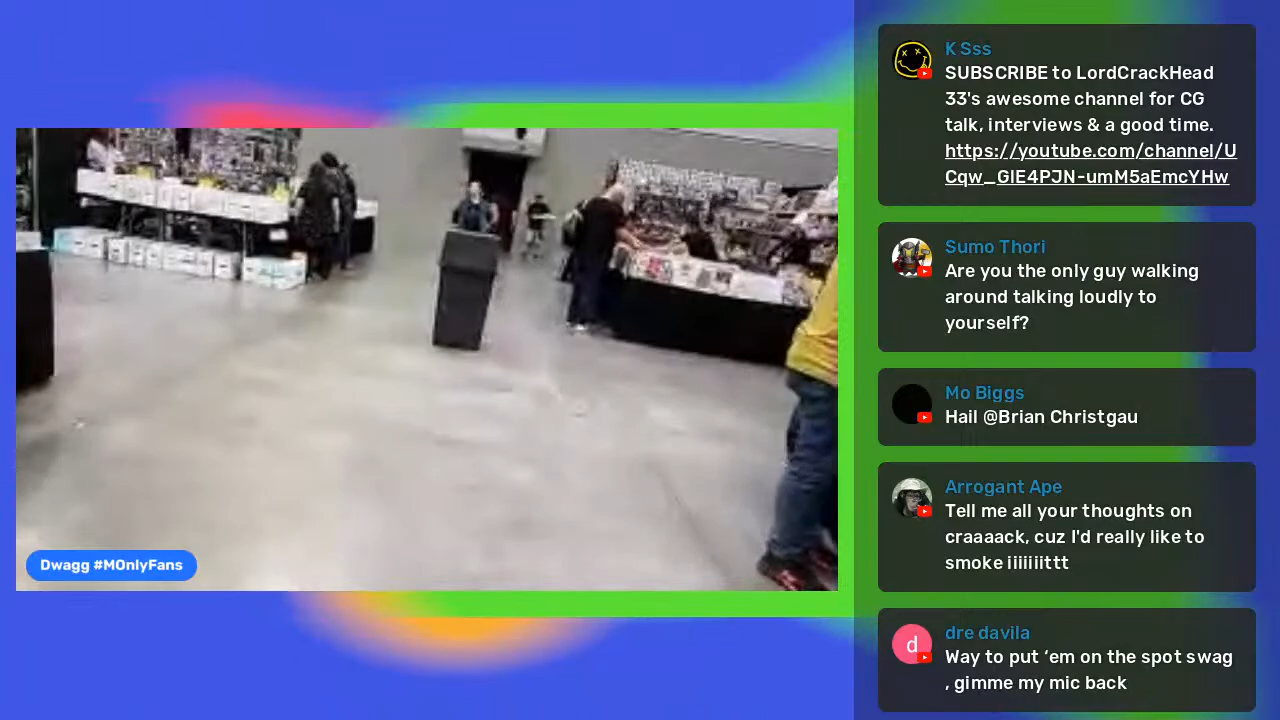 K Sss
SUBSCRIBE to LordCrackHead
33's awesome channel for CG
talk, interviews & a good time.
https://youtube.com/channel/U
Cqw_GIE4PJN-umM5aEmcYHw
Sumo Thori
Are you the only guy walking
around talking loudly to
yourself?
Mo Biggs
Hail @Brian Christgau
Arrogant Ape
Tell me all your thoughts on
craaaack, cuz I'd really like to
smoke iiiiiiittt
d
dre davila
Way to put ‘em on the spot swag
, gimme my mic back
Dwagg #MOnlyFans